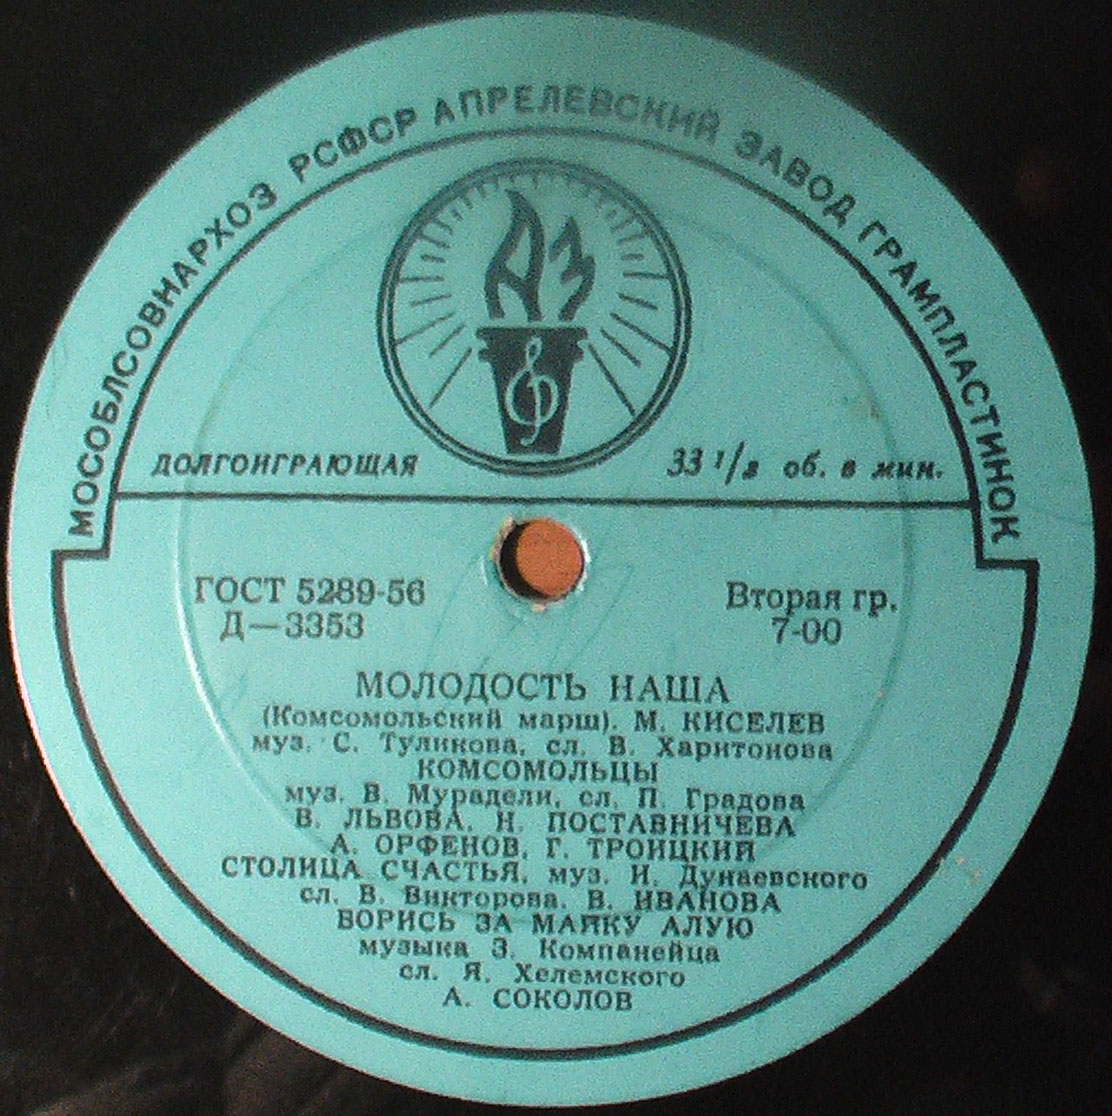 МОСОБЛСОВНАРХОЗ РСФСР АПРЕЛЕВСКИЙ ЗАВОД ГРАМПЛАСТИНОК
АЗ
ДОЛГОИГРАЮЩАЯ 33 1/3 об. в мин.
ГОСТ 5289-56 Вторая гр.
Д—3353 7-00
МОЛОДОСТЬ НАША
(Комсомольский марш). М. КИСЕЛЕВ
муз. С. Туликова, сл. В. Харитонова
КОМСОМОЛЬЦЫ
муз. В. Мурадели, сл. П. Градова
В. ЛЬВОВА, Н. ПОСТАВНИЧЕВА
А. ОРФЕНОВ, Г. ТРОИЦКИЙ
СТОЛИЦА СЧАСТЬЯ, муз. И. Дунаевского
сл. В. Викторова. В. ИВАНОВА
БОРИСЬ ЗА МАЙКУ АЛУЮ
музыка З. Компанейца
сл. Я. Хелемского
А. СОКОЛОВ